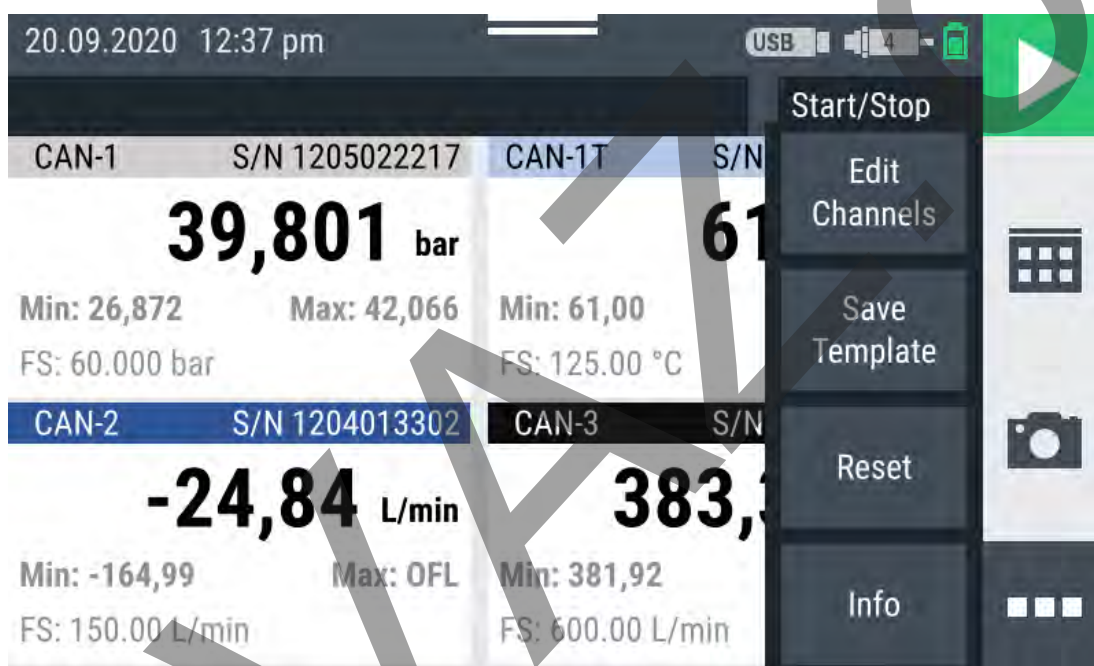 20.09.2020 12:37 pm USB 4
Start/Stop
CAN-1 S/N 1205022217
39,801 bar
Min: 26,872 Max: 42,066
FS: 60.000 bar
CAN-1T S/N
61
Min: 61,00
FS: 125.00 °C
CAN-2 S/N 1204013302
-24,84 L/min
Min: -164,99 Max: OFL
FS: 150.00 L/min
CAN-3 S/N
383,
Min: 381,92
FS: 600.00 L/min
Edit
Channels
Save
Template
Reset
Info